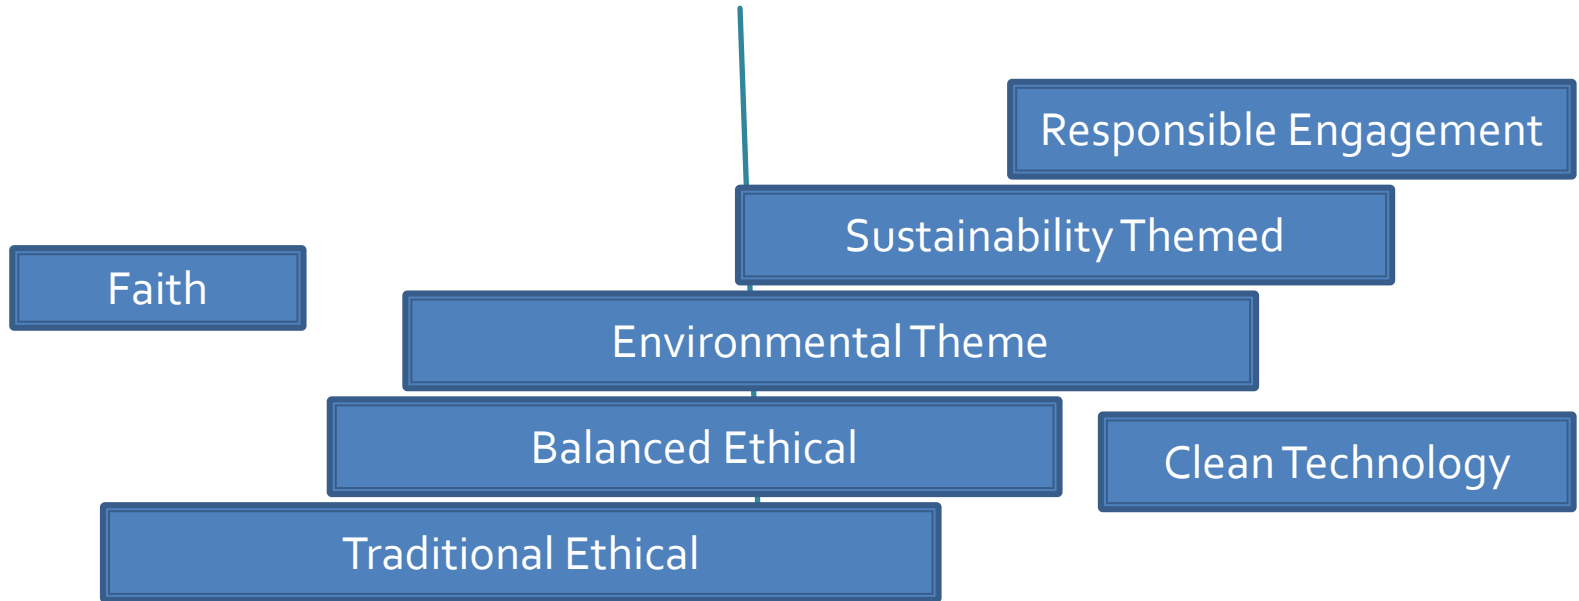 Responsible Engagement
Sustainability Themed
Faith
Environmental Theme
Balanced Ethical
Clean Technology
Traditional Ethical